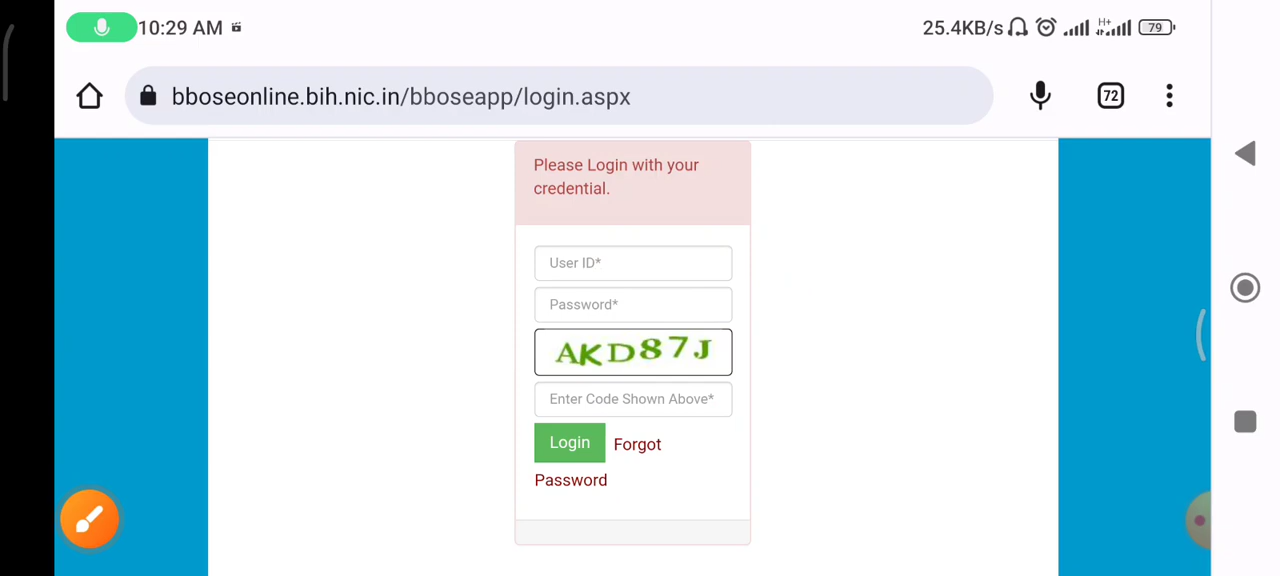 10:29 AM
25.4KB/s H+ 79
bboseonline.bih.nic.in/bboseapp/login.aspx
72
Please Login with your
credential.
User ID*
Password*
AKD87J
Enter Code Shown Above*
Login Forgot
Password